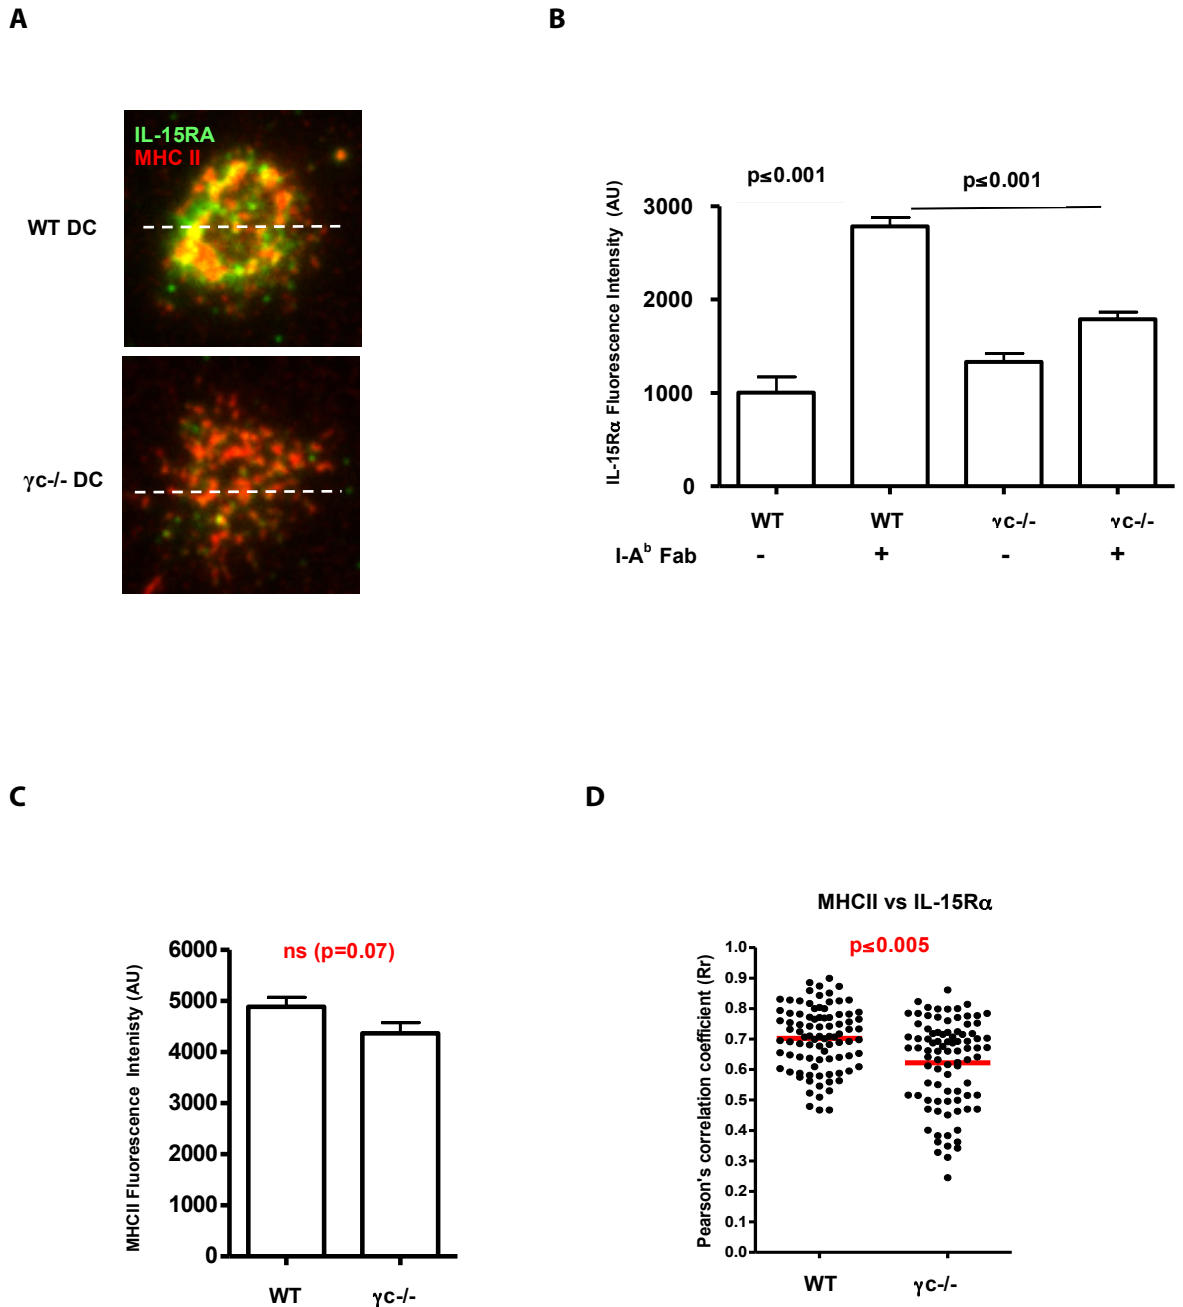 A
IL-15RA
MHC II
WT DC
γc-/- DC
B
p≤0.001
p≤0.001
IL-15Rα Fluorescence Intensity (AU)
3000
2000
1000
0
WT
WT
γc-/-
γc-/-
I-Aᵇ Fab
-
+
-
+
C
ns (p=0.07)
MHCII Fluorescence Intenisty (AU)
6000
5000
4000
3000
2000
1000
0
WT
γc-/-
D
MHCII vs IL-15Rα
p≤0.005
Pearson's correlation coefficient (Rr)
1.0
0.9
0.8
0.7
0.6
0.5
0.4
0.3
0.2
0.1
0.0
WT
γc-/-